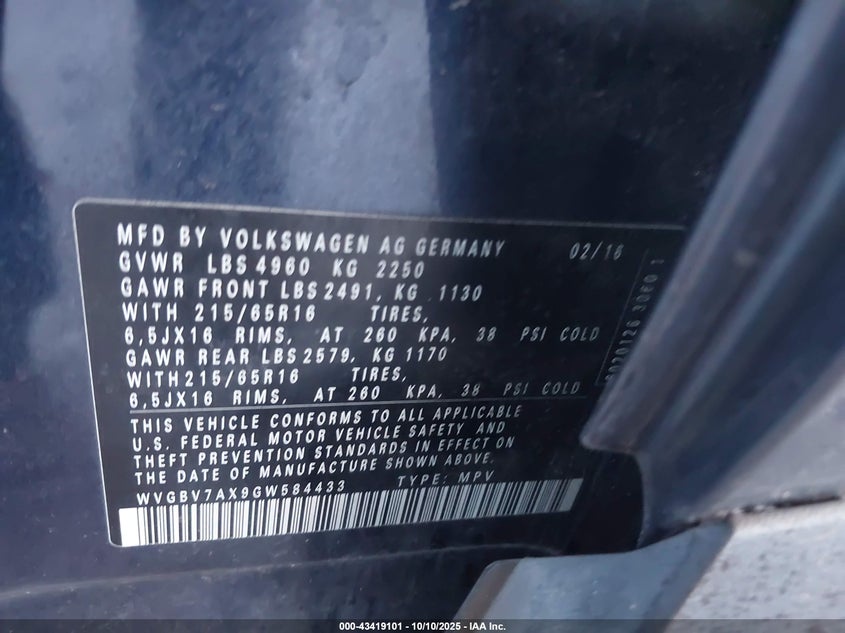 MFD BY VOLKSWAGEN AG GERMANY 02/16
GVWR LBS 4960 KG 2250
GAWR FRONT LBS 2491, KG 1130
WITH 215/65R16 TIRES,
6,5JX16 RIMS, AT 260 KPA, 38 PSI COLD
GAWR REAR LBS 2579, KG 1170
WITH 215/65R16 TIRES,
6,5JX16 RIMS, AT 260 KPA, 38 PSI COLD
THIS VEHICLE CONFORMS TO ALL APPLICABLE
U.S. FEDERAL MOTOR VEHICLE SAFETY AND
THEFT PREVENTION STANDARDS IN EFFECT ON
THE DATE OF MANUFACTURE SHOWN ABOVE.
WVGBV7AX9GW584433 TYPE: MPV
3060 1
000-43419101 - 10/10/2025 - IAA Inc.